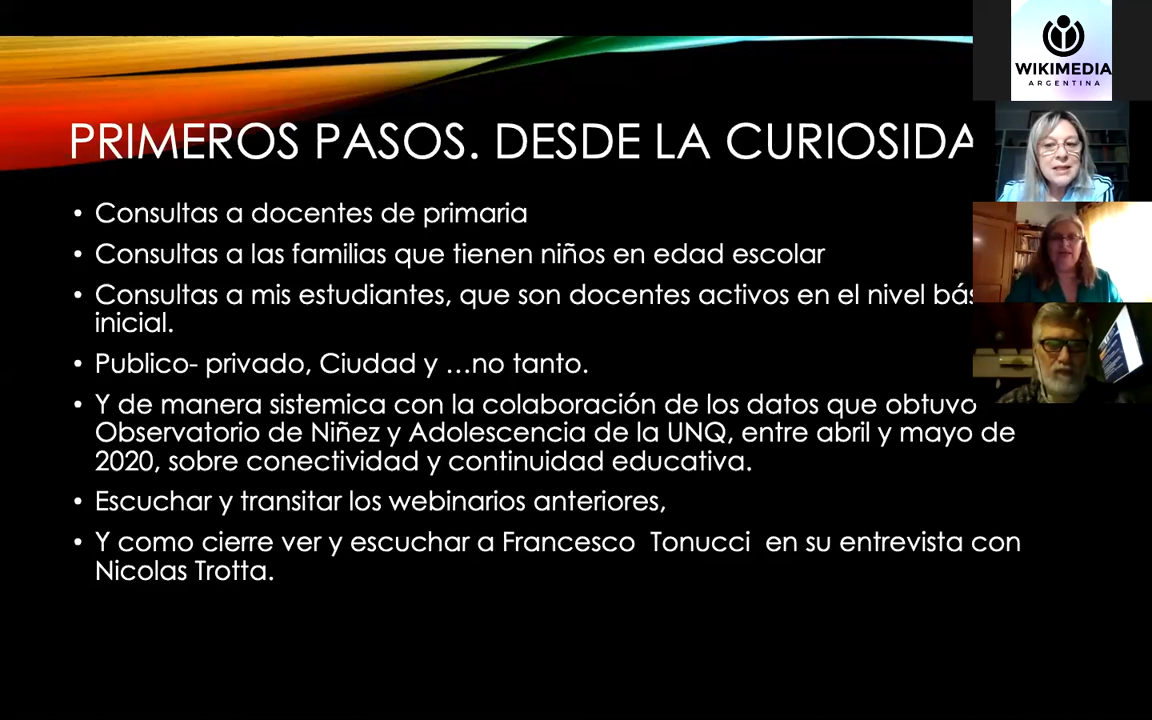 PRIMEROS PASOS. DESDE LA CURIOSIDA
• Consultas a docentes de primaria
• Consultas a las familias que tienen niños en edad escolar
• Consultas a mis estudiantes, que son docentes activos en el nivel bás
inicial.
• Publico- privado, Ciudad y …no tanto.
• Y de manera sistemica con la colaboración de los datos que obtuvo
Observatorio de Niñez y Adolescencia de la UNQ, entre abril y mayo de
2020, sobre conectividad y continuidad educativa.
• Escuchar y transitar los webinarios anteriores,
• Y como cierre ver y escuchar a Francesco  Tonucci  en su entrevista con
Nicolas Trotta.
WIKIMEDIA
ARGENTINA